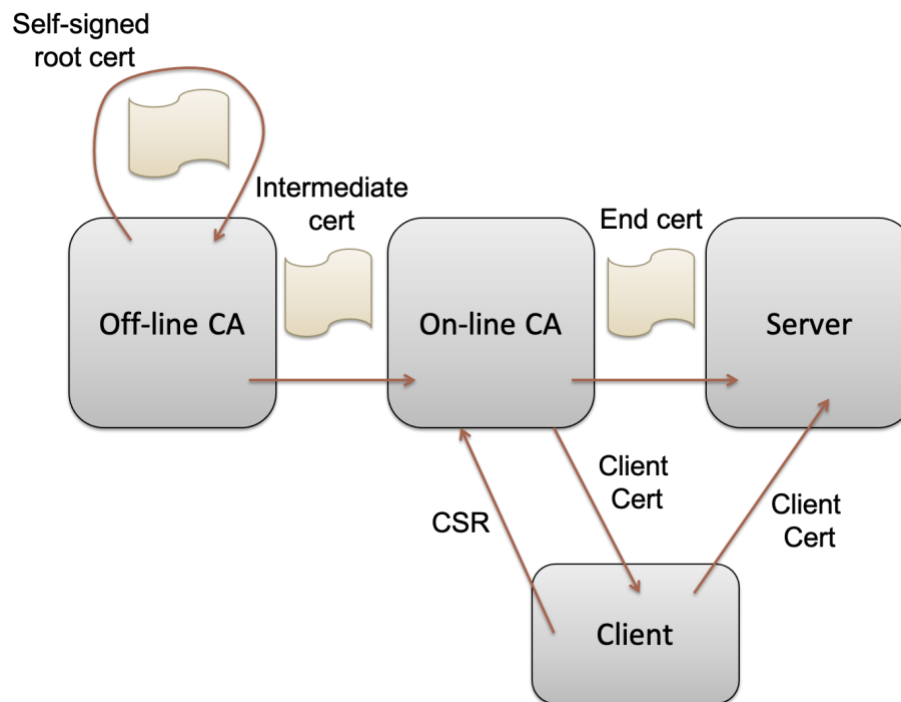 Self-signed
root cert
Intermediate
cert
End cert
Off-line CA
On-line CA
Server
Client
Cert
CSR
Client
Cert
Client